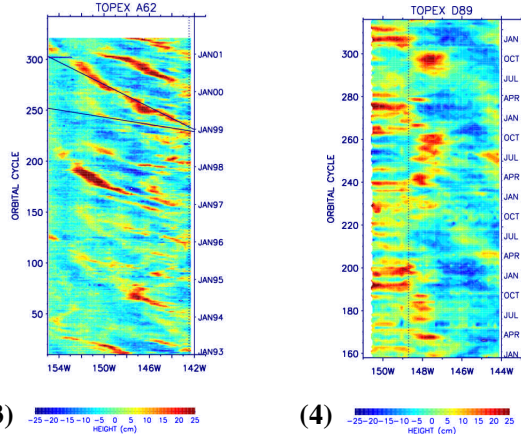 TOPEX A62
ORBITAL CYCLE
300
250
200
150
100
50
JAN01
JAN00
JAN99
JAN98
JAN97
JAN96
JAN95
JAN94
JAN93
154W 150W 146W 142W
-25-20-15-10 -5 0 5 10 15 20 25
HEIGHT (cm)
TOPEX D89
ORBITAL CYCLE
300
280
260
240
220
200
180
160
JAN
OCT
JUL
APR
JAN
OCT
JUL
APR
JAN
OCT
JUL
APR
JAN
OCT
JUL
APR
JAN
150W 148W 146W 144W
(4)
-25-20-15-10 -5 0 5 10 15 20 25
HEIGHT (cm)